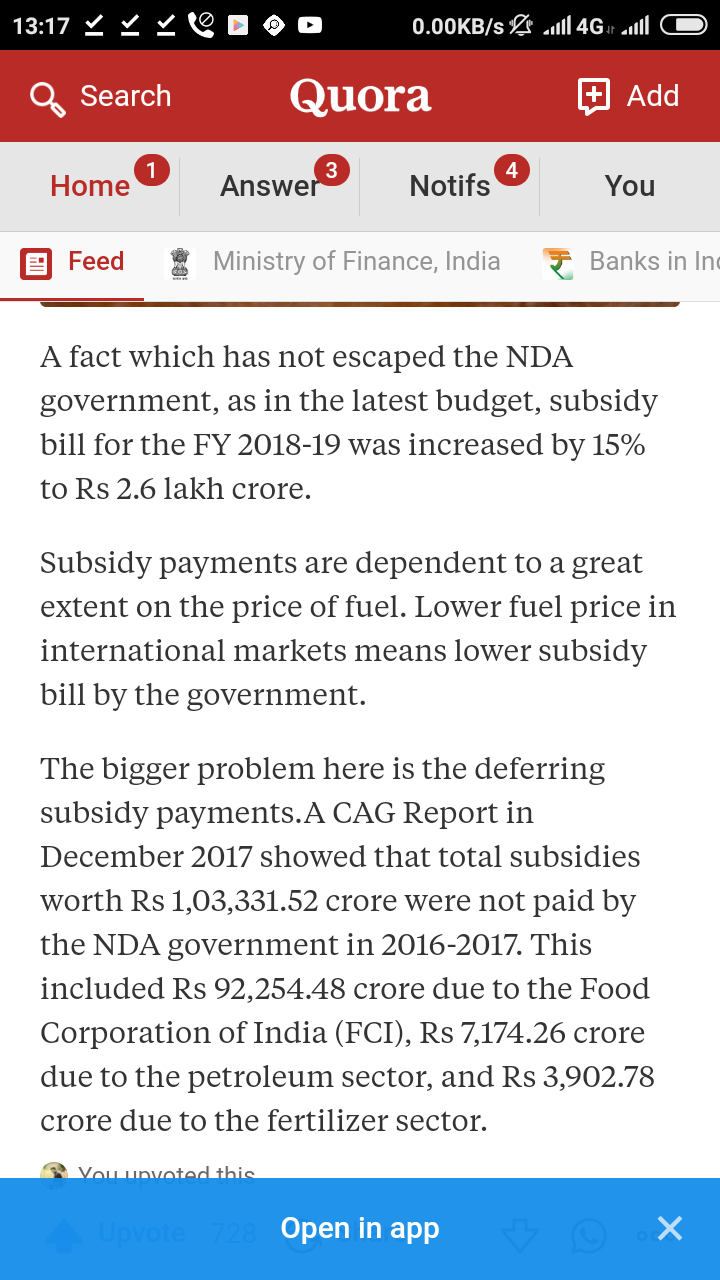 13:17 0.00KB/s 4G
Search Quora Add
Home 1 Answer 3 Notifs 4 You
Feed Ministry of Finance, India Banks in Inc
A fact which has not escaped the NDA
government, as in the latest budget, subsidy
bill for the FY 2018-19 was increased by 15%
to Rs 2.6 lakh crore.
Subsidy payments are dependent to a great
extent on the price of fuel. Lower fuel price in
international markets means lower subsidy
bill by the government.
The bigger problem here is the deferring
subsidy payments.A CAG Report in
December 2017 showed that total subsidies
worth Rs 1,03,331.52 crore were not paid by
the NDA government in 2016-2017. This
included Rs 92,254.48 crore due to the Food
Corporation of India (FCI), Rs 7,174.26 crore
due to the petroleum sector, and Rs 3,902.78
crore due to the fertilizer sector.
You upvoted this
Upvote 728 Open in app